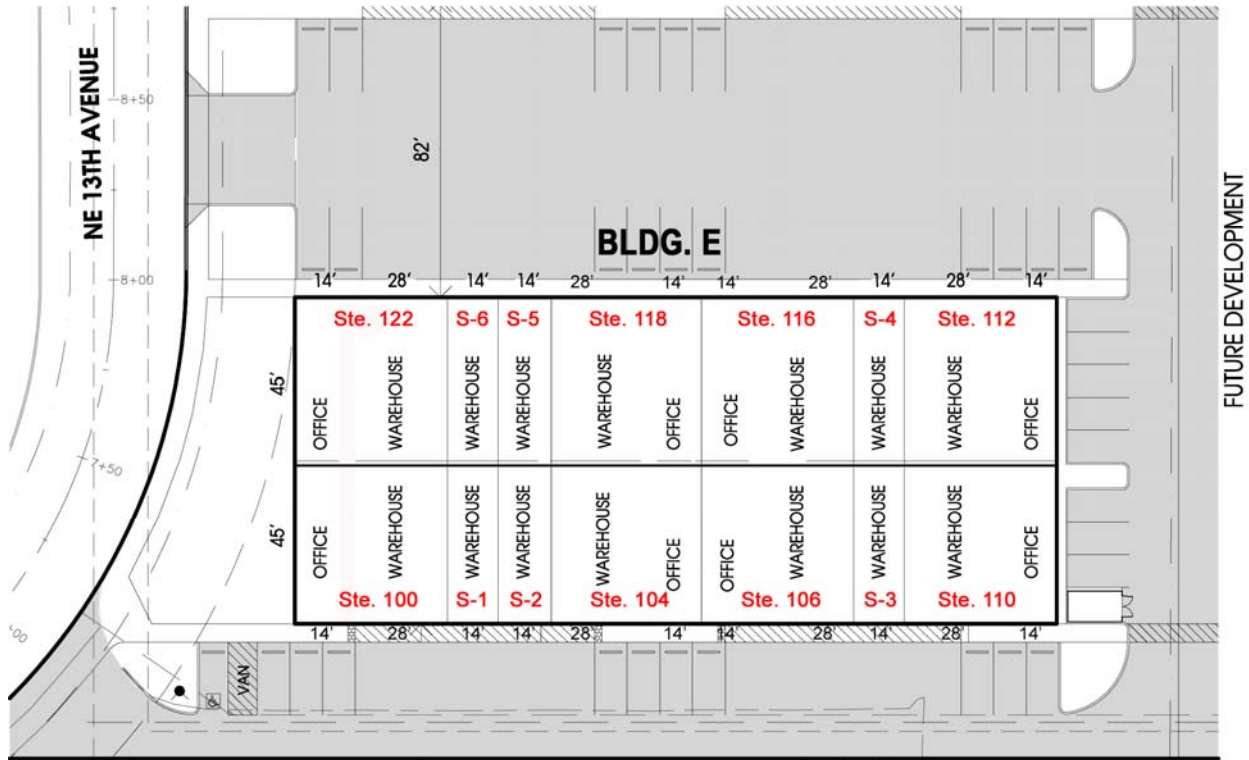 NE 13TH AVENUE
8+50
8+00
7+50
82'
BLDG. E
FUTURE DEVELOPMENT
14' 28' 14' 14' 28' 14' 14' 28' 14' 28' 14'
Ste. 122 S-6 S-5 Ste. 118 Ste. 116 S-4 Ste. 112
45'
OFFICE WAREHOUSE WAREHOUSE WAREHOUSE WAREHOUSE OFFICE OFFICE WAREHOUSE WAREHOUSE WAREHOUSE OFFICE
45'
OFFICE WAREHOUSE WAREHOUSE WAREHOUSE WAREHOUSE OFFICE OFFICE WAREHOUSE WAREHOUSE WAREHOUSE OFFICE
Ste. 100 S-1 S-2 Ste. 104 Ste. 106 S-3 Ste. 110
14' 28' 14' 14' 28' 14' 14' 28' 14' 28' 14'
VAN